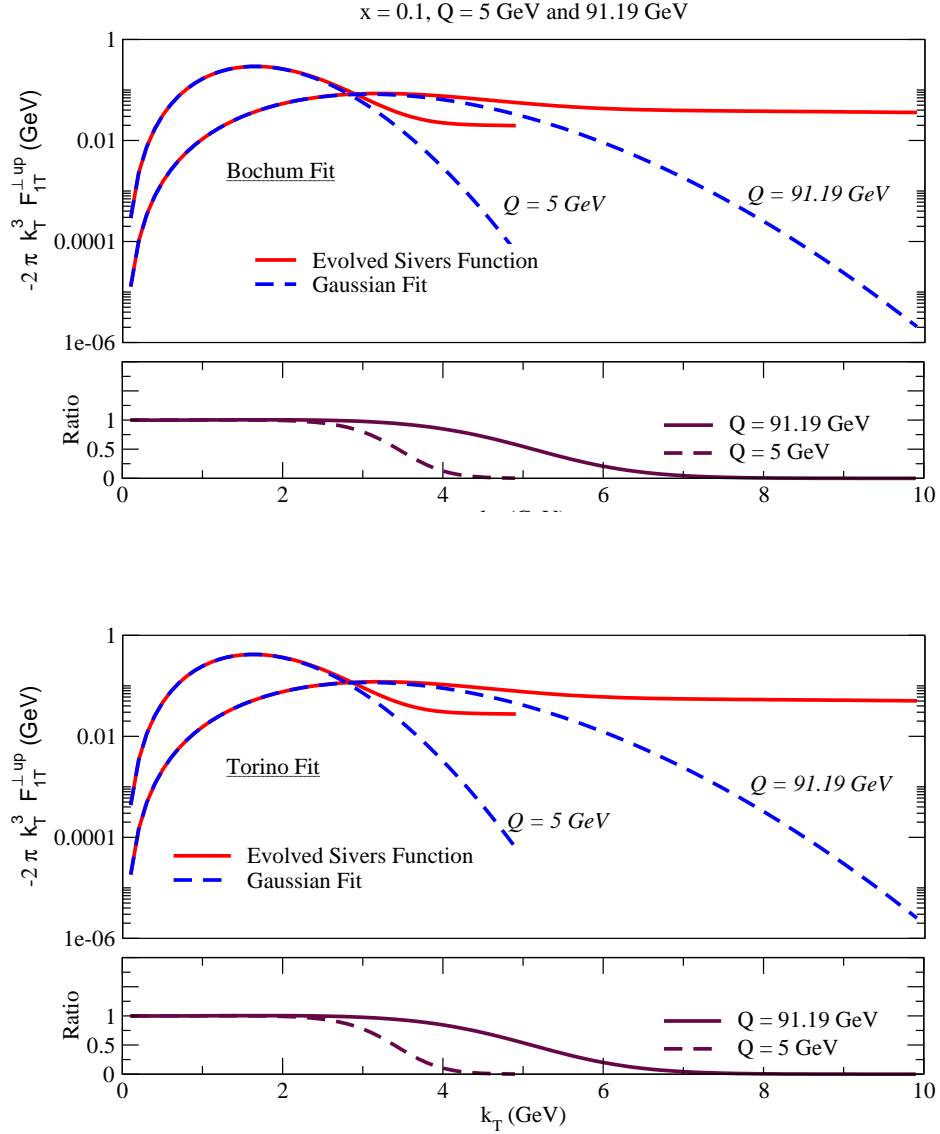 x = 0.1, Q = 5 GeV and 91.19 GeV
1
0.01
0.0001
1e-06
-2 π k_T^3 F_{1T}^{⊥ up} (GeV)
Bochum Fit
Q = 5 GeV
Q = 91.19 GeV
Evolved Sivers Function
Gaussian Fit
Ratio
1
0.5
0
Q = 91.19 GeV
Q = 5 GeV
0 2 4 6 8 10
1
0.01
0.0001
1e-06
-2 π k_T^3 F_{1T}^{⊥ up} (GeV)
Torino Fit
Q = 91.19 GeV
Q = 5 GeV
Evolved Sivers Function
Gaussian Fit
Ratio
1
0.5
0
Q = 91.19 GeV
Q = 5 GeV
0 2 4 6 8 10
k_T (GeV)